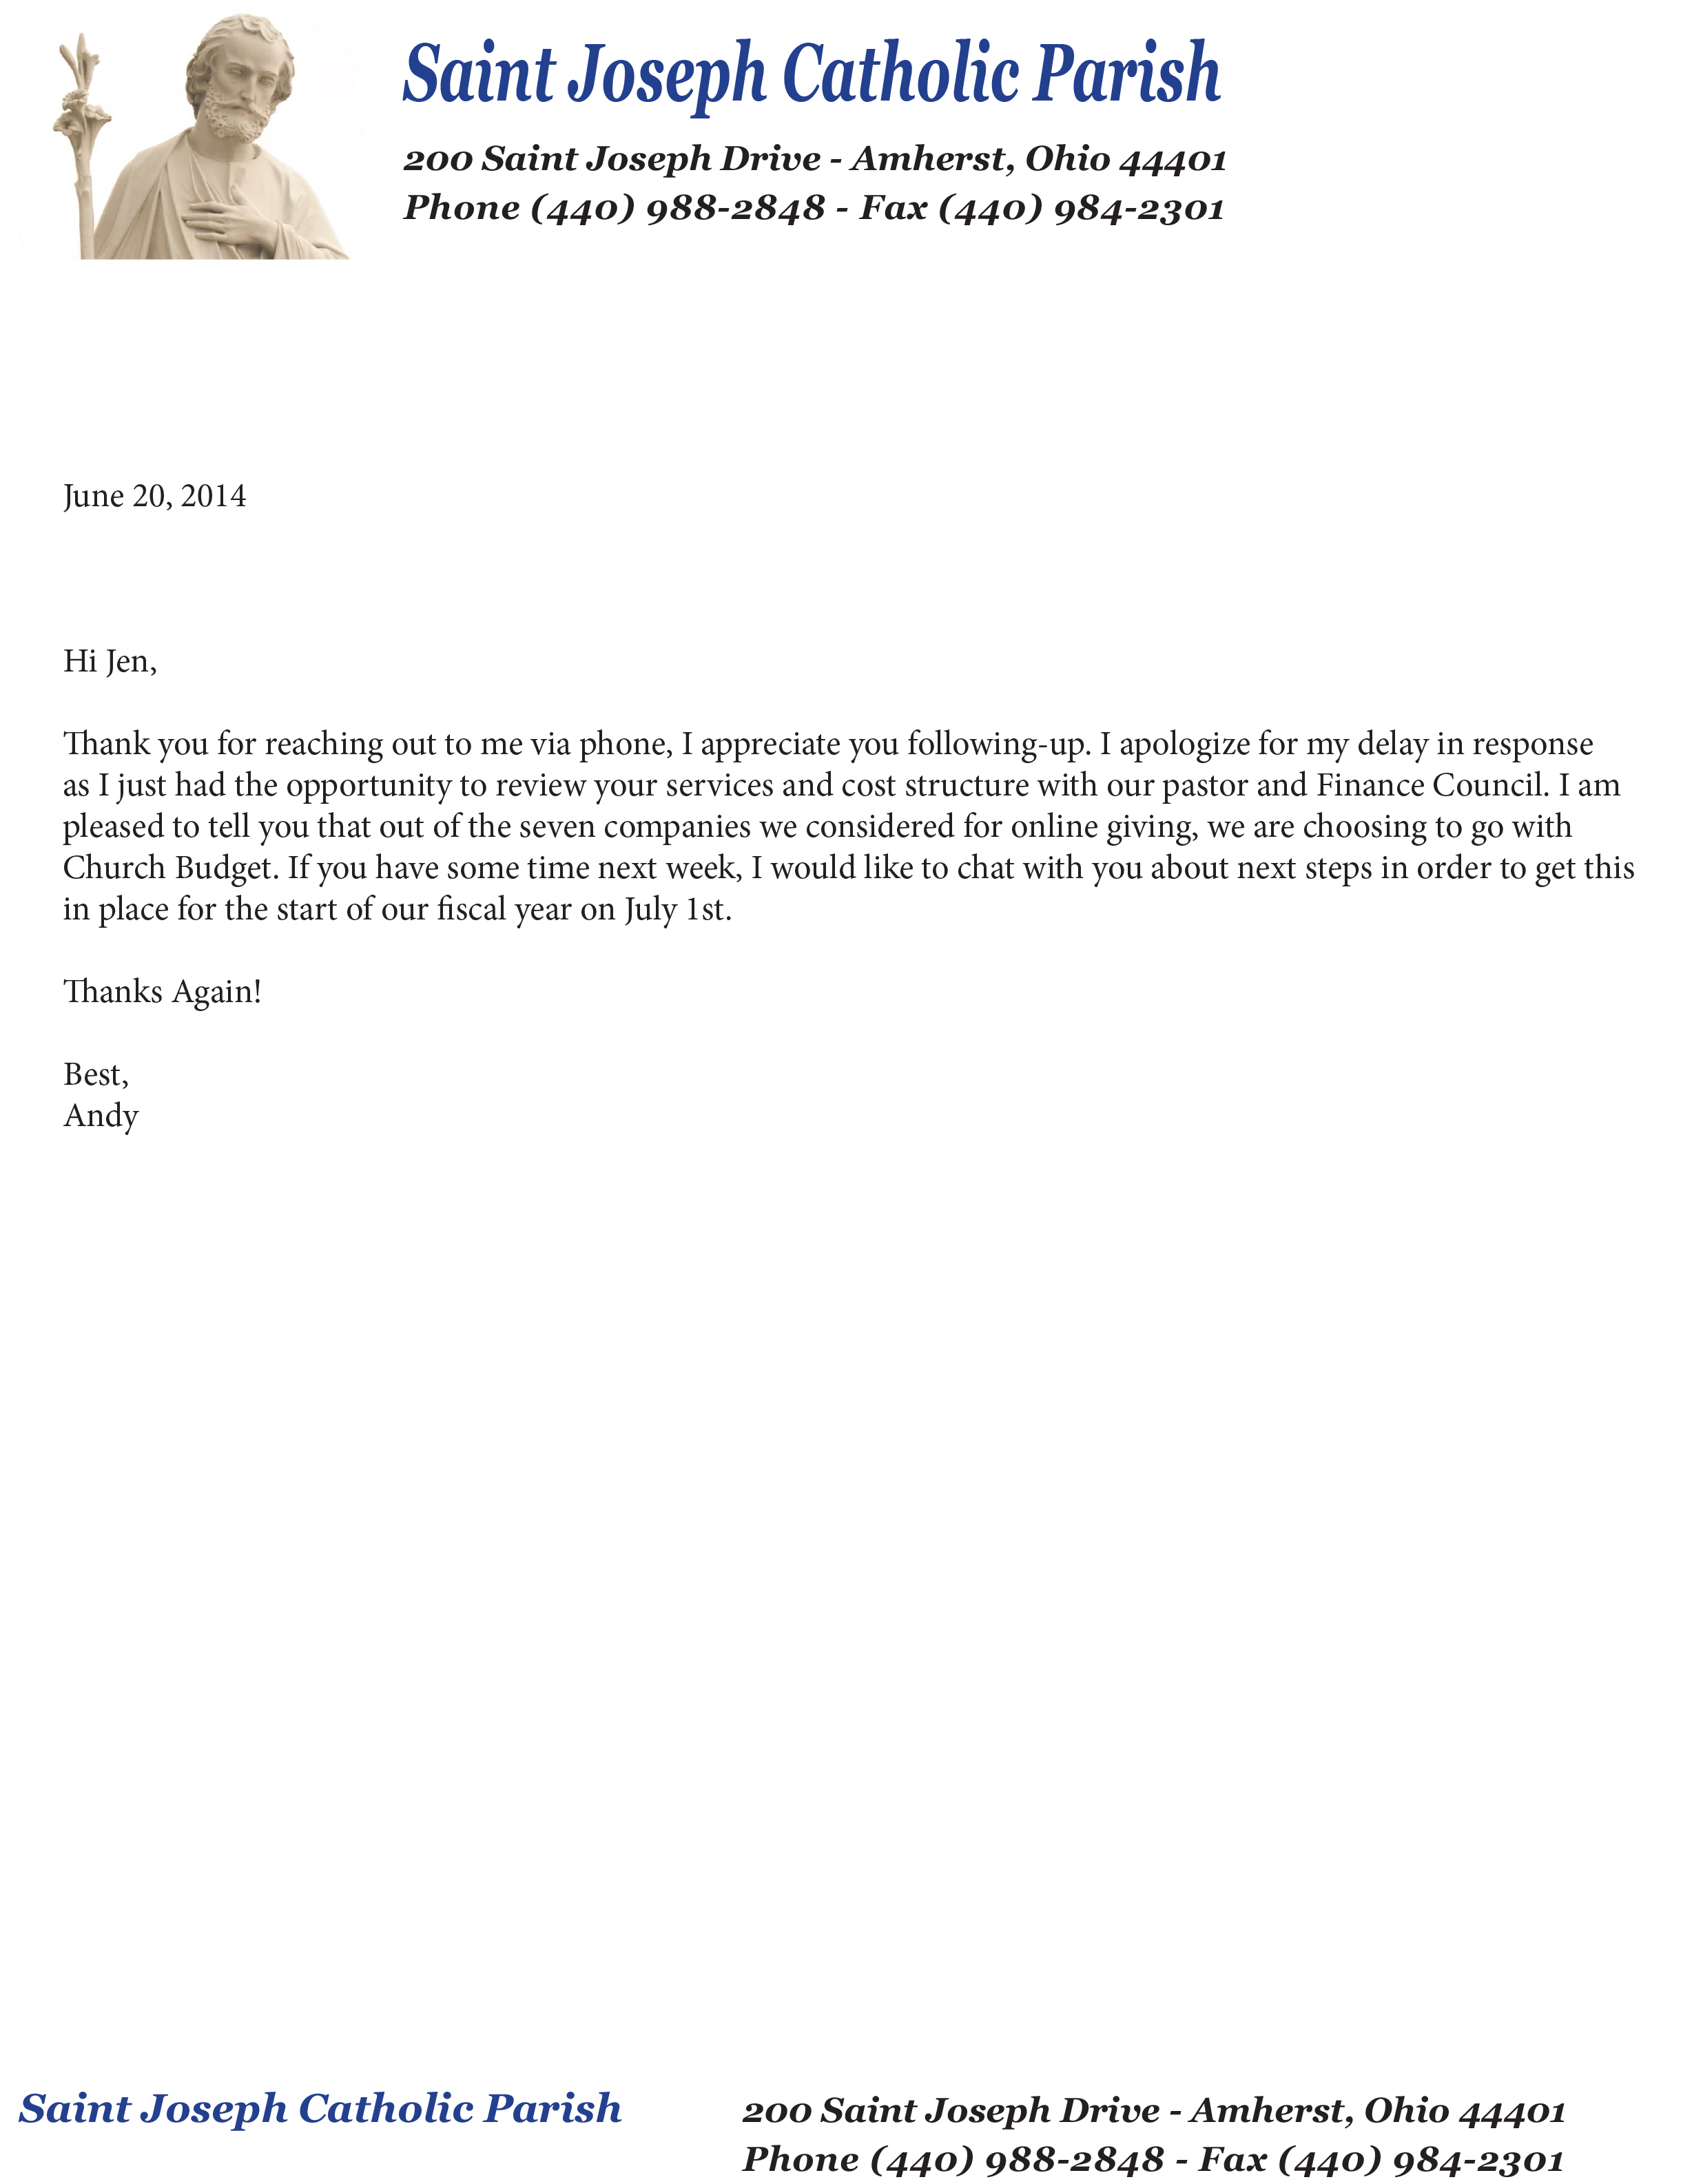 Saint Joseph Catholic Parish
200 Saint Joseph Drive - Amherst, Ohio 44401
Phone (440) 988-2848 - Fax (440) 984-2301
June 20, 2014
Hi Jen,
Thank you for reaching out to me via phone, I appreciate you following-up. I apologize for my delay in response
as I just had the opportunity to review your services and cost structure with our pastor and Finance Council. I am
pleased to tell you that out of the seven companies we considered for online giving, we are choosing to go with
Church Budget. If you have some time next week, I would like to chat with you about next steps in order to get this
in place for the start of our fiscal year on July 1st.
Thanks Again!
Best,
Andy
Saint Joseph Catholic Parish
200 Saint Joseph Drive - Amherst, Ohio 44401
Phone (440) 988-2848 - Fax (440) 984-2301